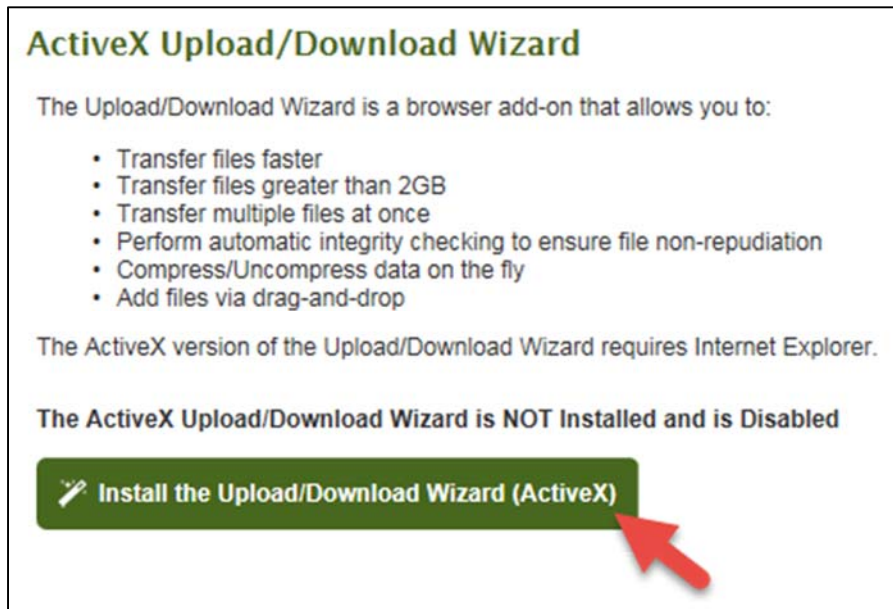 ActiveX Upload/Download Wizard
The Upload/Download Wizard is a browser add-on that allows you to:
• Transfer files faster
• Transfer files greater than 2GB
• Transfer multiple files at once
• Perform automatic integrity checking to ensure file non-repudiation
• Compress/Uncompress data on the fly
• Add files via drag-and-drop
The ActiveX version of the Upload/Download Wizard requires Internet Explorer.
The ActiveX Upload/Download Wizard is NOT Installed and is Disabled
Install the Upload/Download Wizard (ActiveX)